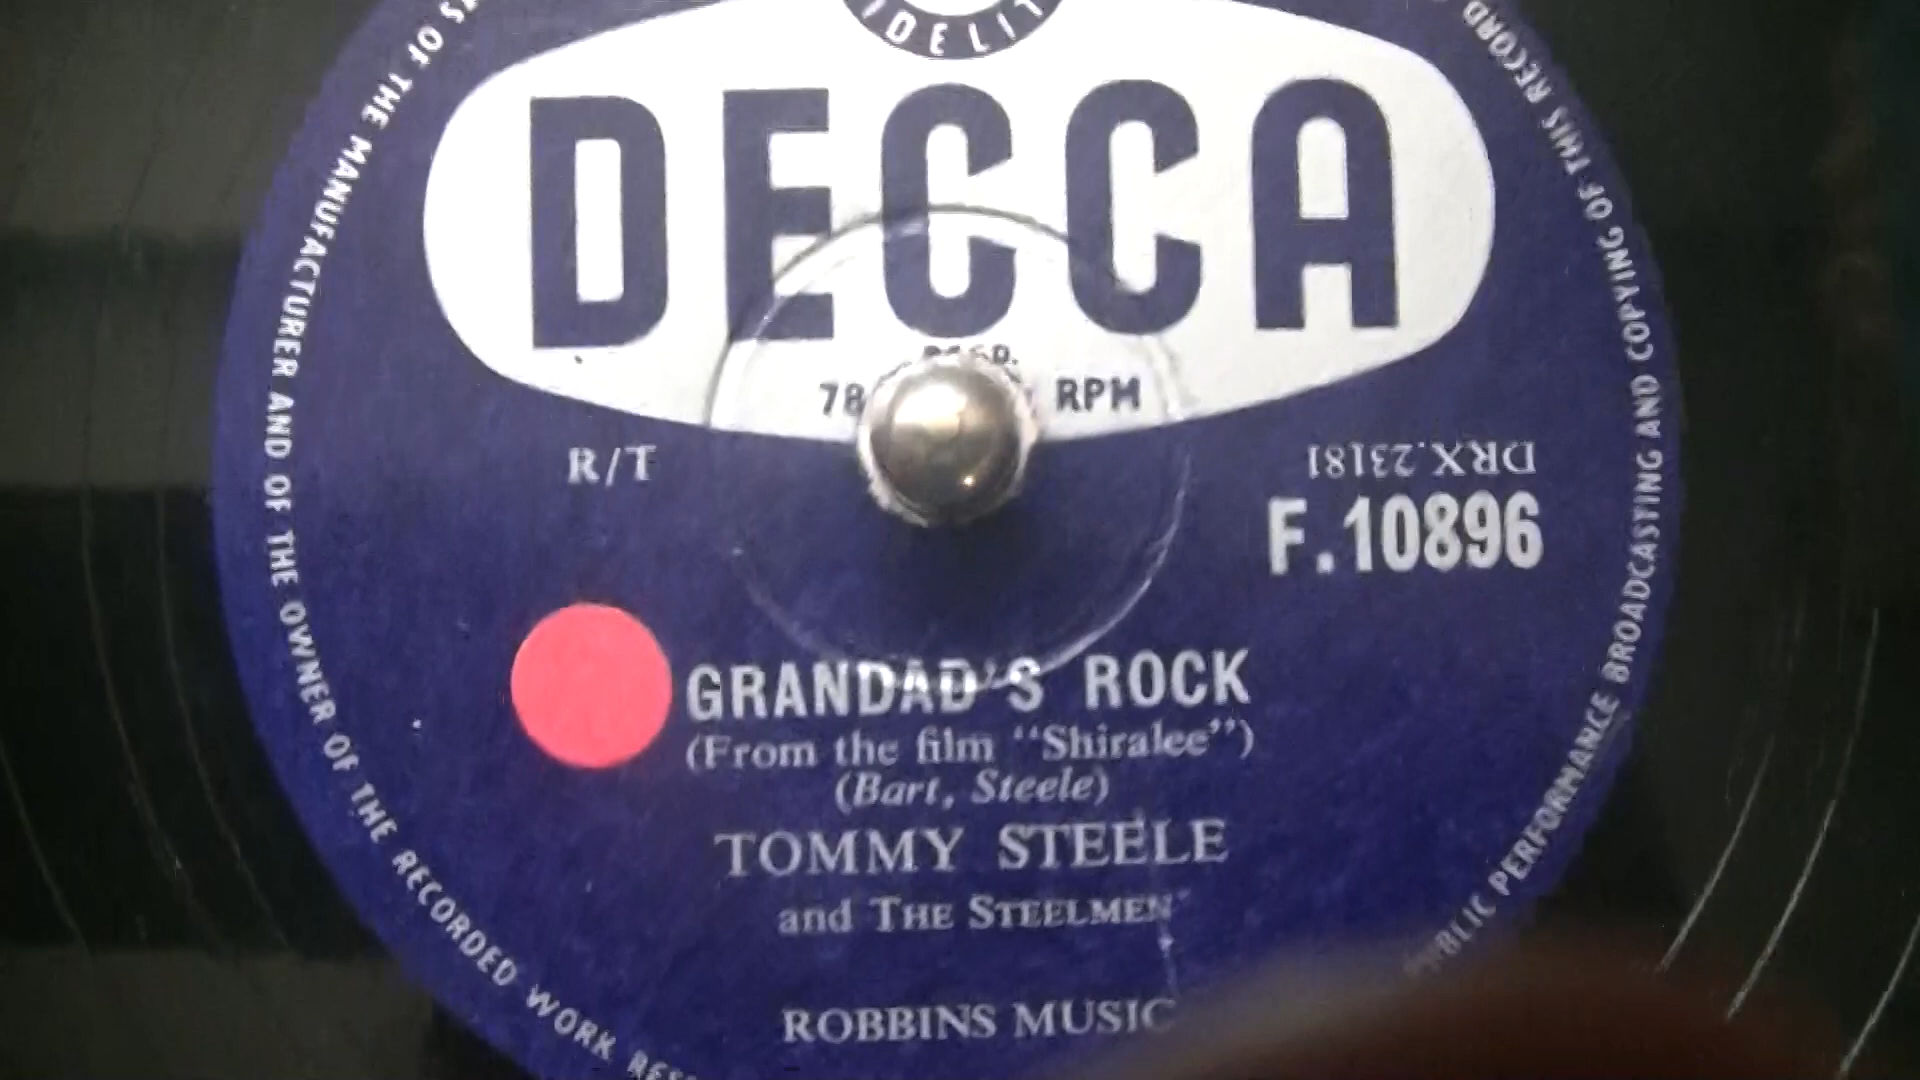 DECCA
REGD.
78 RPM
R/T
DRX.23181
F.10896
GRANDAD'S ROCK
(From the film "Shiralee")
(Bart, Steele)
TOMMY STEELE
and THE STEELMEN
ROBBINS MUSIC
OF THE MANUFACTURER AND OF THE OWNER OF THE RECORDED WORK
PUBLIC PERFORMANCE BROADCASTING AND COPYING OF THIS RECORD